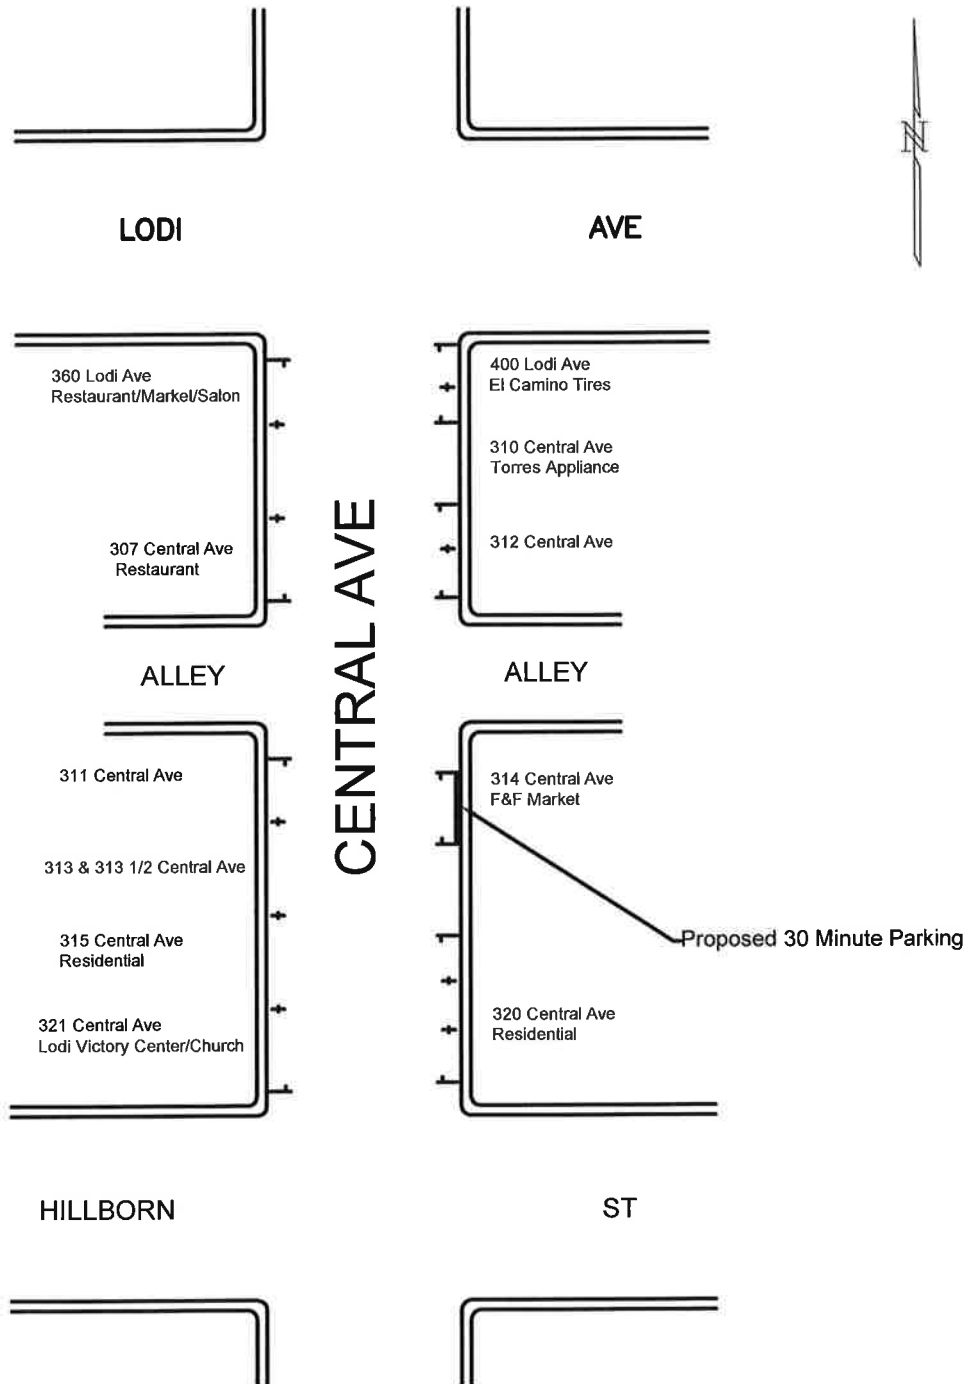 N
LODI AVE
360 Lodi Ave
Restaurant/Market/Salon
400 Lodi Ave
El Camino Tires
310 Central Ave
Torres Appliance
307 Central Ave
Restaurant
312 Central Ave
CENTRAL AVE
ALLEY
ALLEY
311 Central Ave
313 & 313 1/2 Central Ave
315 Central Ave
Residential
321 Central Ave
Lodi Victory Center/Church
314 Central Ave
F&F Market
Proposed 30 Minute Parking
320 Central Ave
Residential
HILLBORN ST